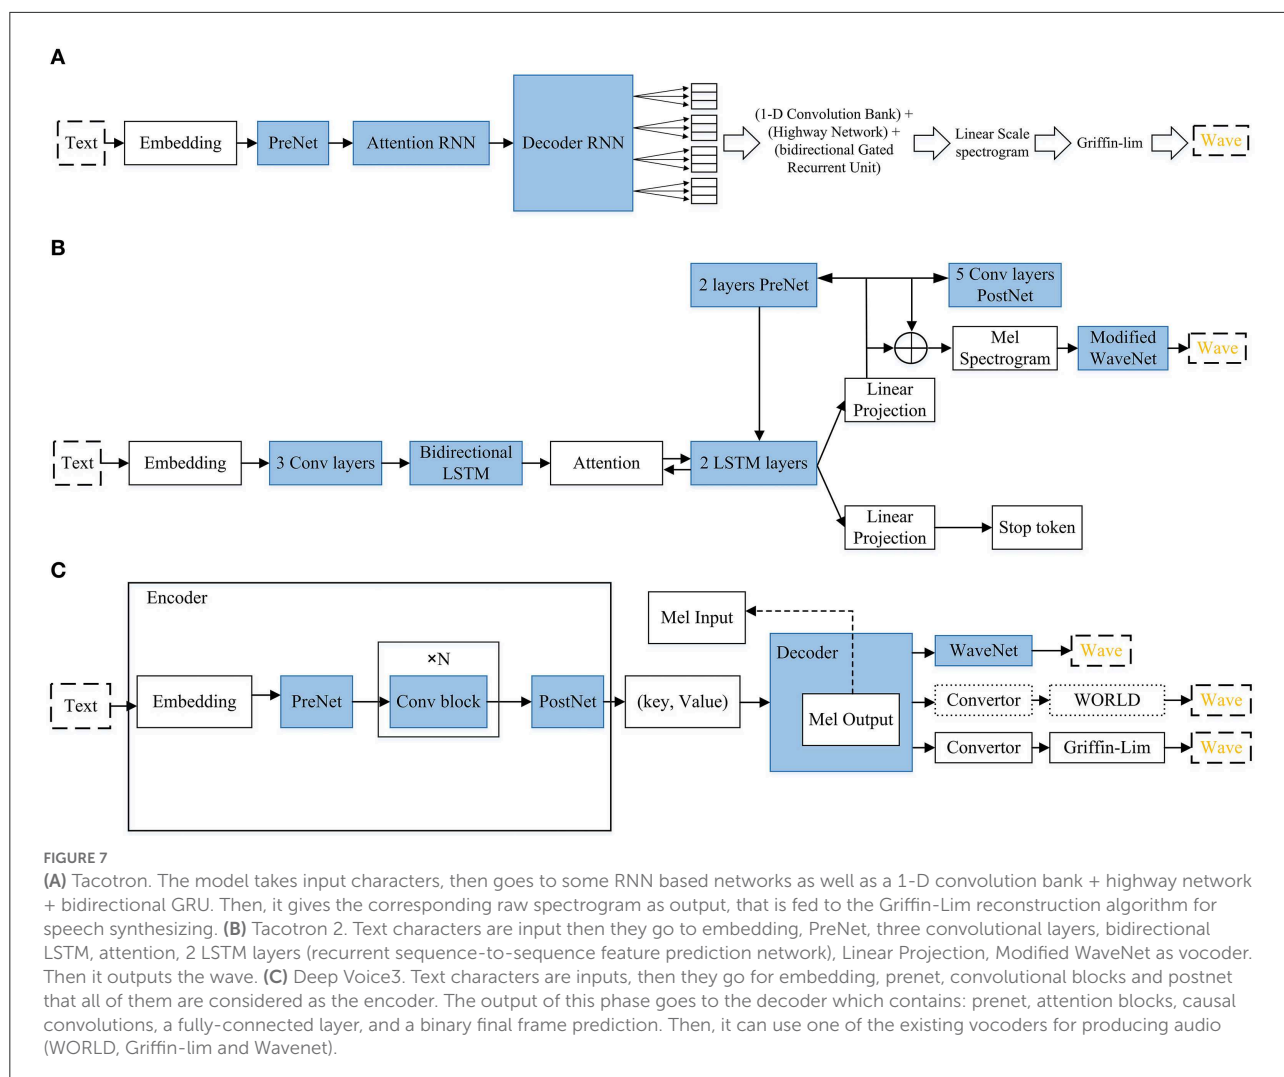 A
Text
Embedding
PreNet
Attention RNN
Decoder RNN
(1-D Convolution Bank) +
(Highway Network) +
(bidirectional Gated
Recurrent Unit)
Linear Scale
spectrogram
Griffin-lim
Wave
B
2 layers PreNet
5 Conv layers
PostNet
Mel
Spectrogram
Modified
WaveNet
Wave
Linear
Projection
Text
Embedding
3 Conv layers
Bidirectional
LSTM
Attention
2 LSTM layers
Linear
Projection
Stop token
C
Encoder
Text
Embedding
PreNet
×N
Conv block
PostNet
(key, Value)
Mel Input
Decoder
Mel Output
WaveNet
Wave
Convertor
WORLD
Wave
Convertor
Griffin-Lim
Wave
FIGURE 7
(A) Tacotron. The model takes input characters, then goes to some RNN based networks as well as a 1-D convolution bank + highway network
+ bidirectional GRU. Then, it gives the corresponding raw spectrogram as output, that is fed to the Griffin-Lim reconstruction algorithm for
speech synthesizing. (B) Tacotron 2. Text characters are input then they go to embedding, PreNet, three convolutional layers, bidirectional
LSTM, attention, 2 LSTM layers (recurrent sequence-to-sequence feature prediction network), Linear Projection, Modified WaveNet as vocoder.
Then it outputs the wave. (C) Deep Voice3. Text characters are inputs, then they go for embedding, prenet, convolutional blocks and postnet
that all of them are considered as the encoder. The output of this phase goes to the decoder which contains: prenet, attention blocks, causal
convolutions, a fully-connected layer, and a binary final frame prediction. Then, it can use one of the existing vocoders for producing audio
(WORLD, Griffin-lim and Wavenet).